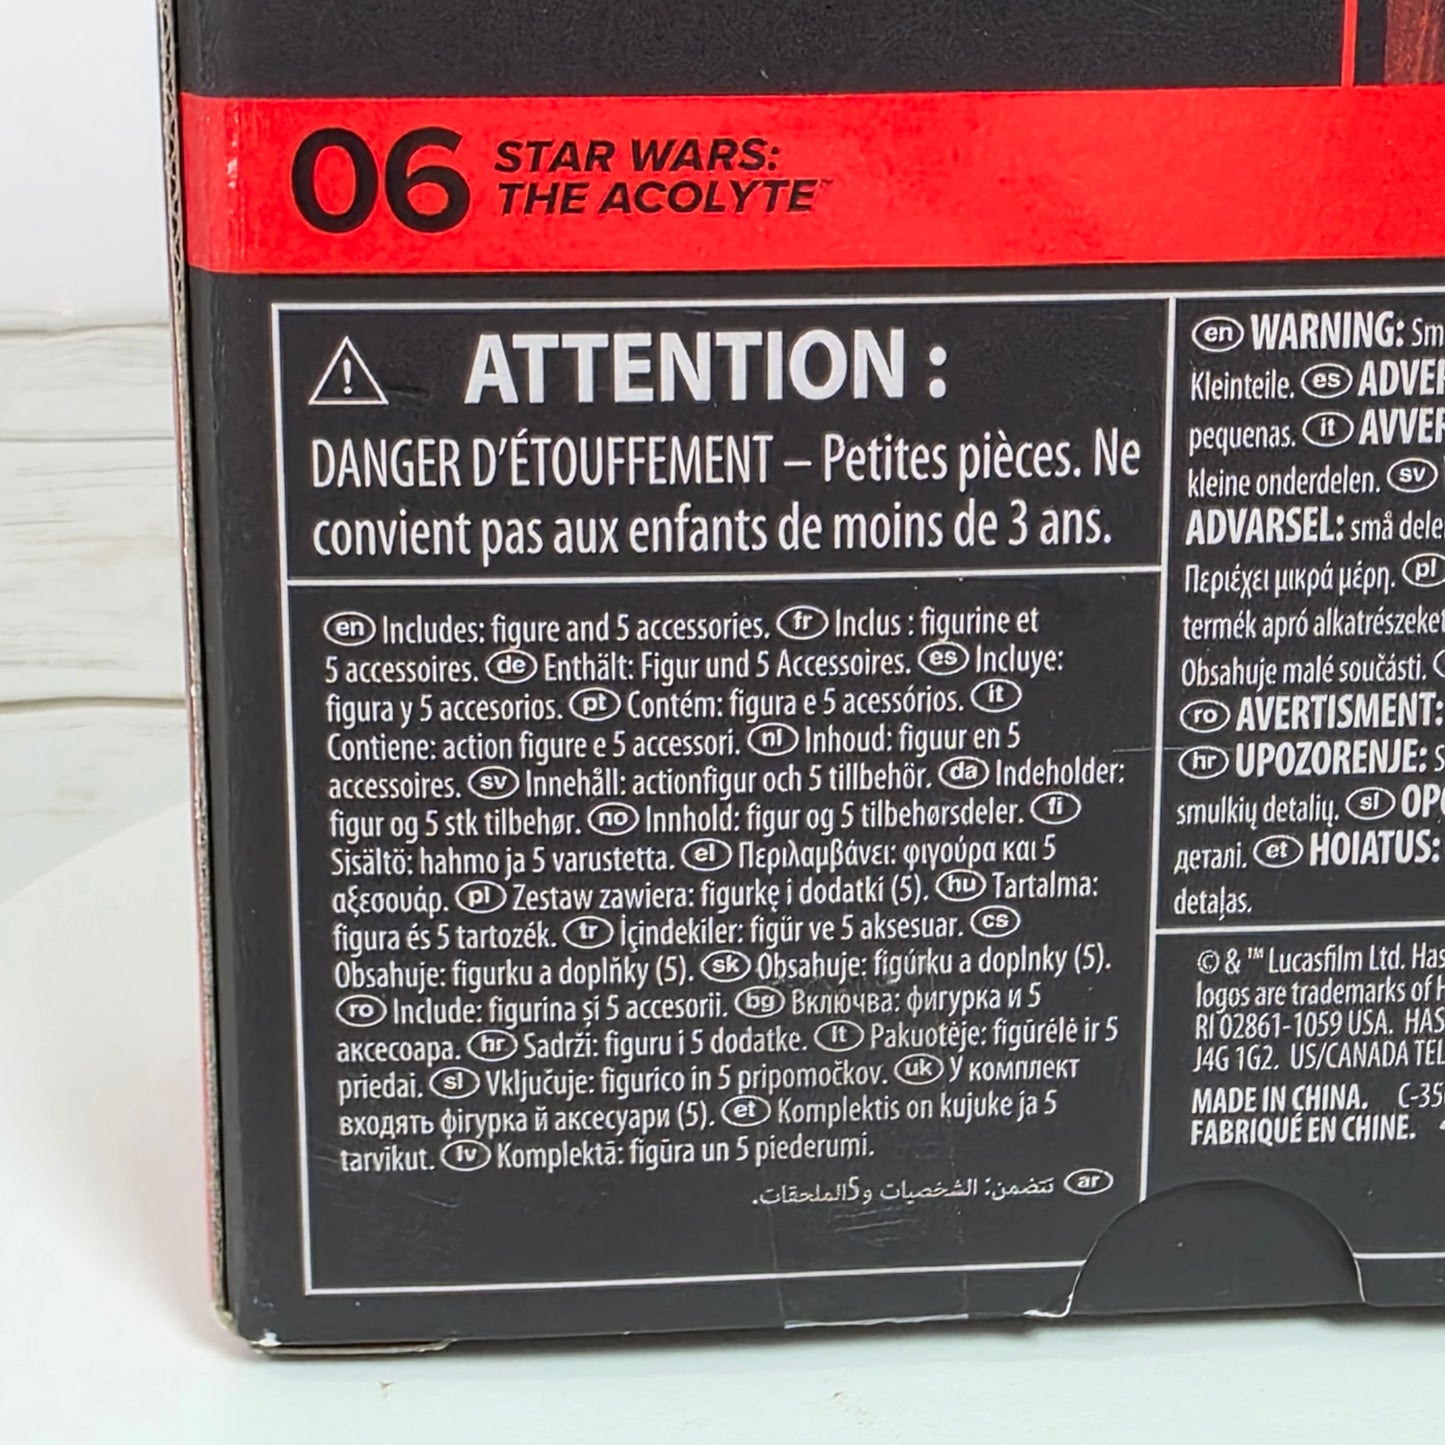 06 STAR WARS:
THE ACOLYTE™
ATTENTION :
DANGER D'ÉTOUFFEMENT – Petites pièces. Ne
convient pas aux enfants de moins de 3 ans.
en Includes: figure and 5 accessories. fr Inclus : figurine et
5 accessoires. de Enthält: Figur und 5 Accessoires. es Incluye:
figura y 5 accesorios. pt Contém: figura e 5 acessórios. it
Contiene: action figure e 5 accessori. nl Inhoud: figuur en 5
accessoires. sv Innehåll: actionfigur och 5 tillbehör. da Indeholder:
figur og 5 stk tilbehør. no Innhold: figur og 5 tilbehørsdeler. fi
Sisältö: hahmo ja 5 varustetta. el Περιλαμβάνει: φιγούρα και 5
αξεσουάρ. pl Zestaw zawiera: figurkę i dodatki (5). hu Tartalma:
figura és 5 tartozék. tr İçindekiler: figür ve 5 aksesuar. cs
Obsahuje: figurku a doplňky (5). sk Obsahuje: figúrku a doplnky (5).
ro Include: figurina și 5 accesorii. bg Включва: фигурка и 5
аксесоара. hr Sadrži: figuru i 5 dodatke. lt Pakuotėje: figūrėlė ir 5
priedai. sl Vključuje: figurico in 5 pripomočkov. uk У комплект
входять фігурка й аксесуари (5). et Komplektis on kujuke ja 5
tarvikut. lv Komplektā: figūra un 5 piederumi.
ar تتضمن: الشخصيات و5الملحقات.
en WARNING: Sm
Kleinteile. es ADVER
pequenas. it AVVER
kleine onderdelen. sv
ADVARSEL: små dele
Περιέχει μικρά μέρη. pl
termék apró alkatrészeket
Obsahuje malé součásti.
ro AVERTISMENT:
hr UPOZORENJE: S
smulkių detalių. sl OPO
деталі. et HOIATUS:
detaļas.
© & ™ Lucasfilm Ltd. Has
logos are trademarks of H
RI 02861-1059 USA. HAS
J4G 1G2. US/CANADA TEL
MADE IN CHINA. C-35
FABRIQUÉ EN CHINE.